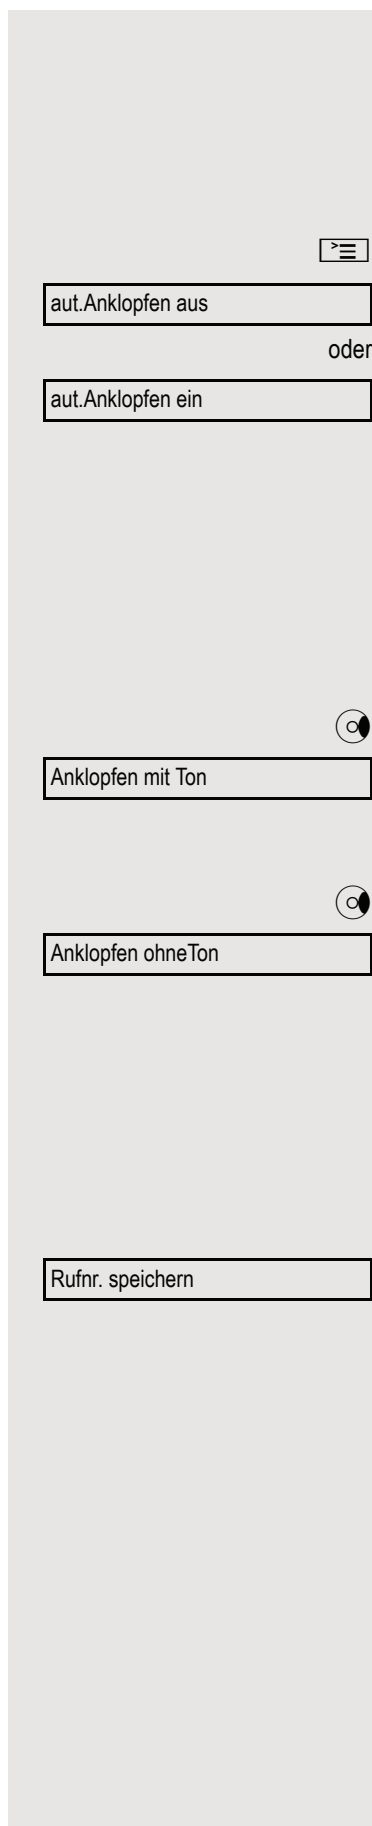 aut.Anklopfen aus
oder
aut.Anklopfen ein
Anklopfen mit Ton
Anklopfen ohneTon
Rufnr. speichern